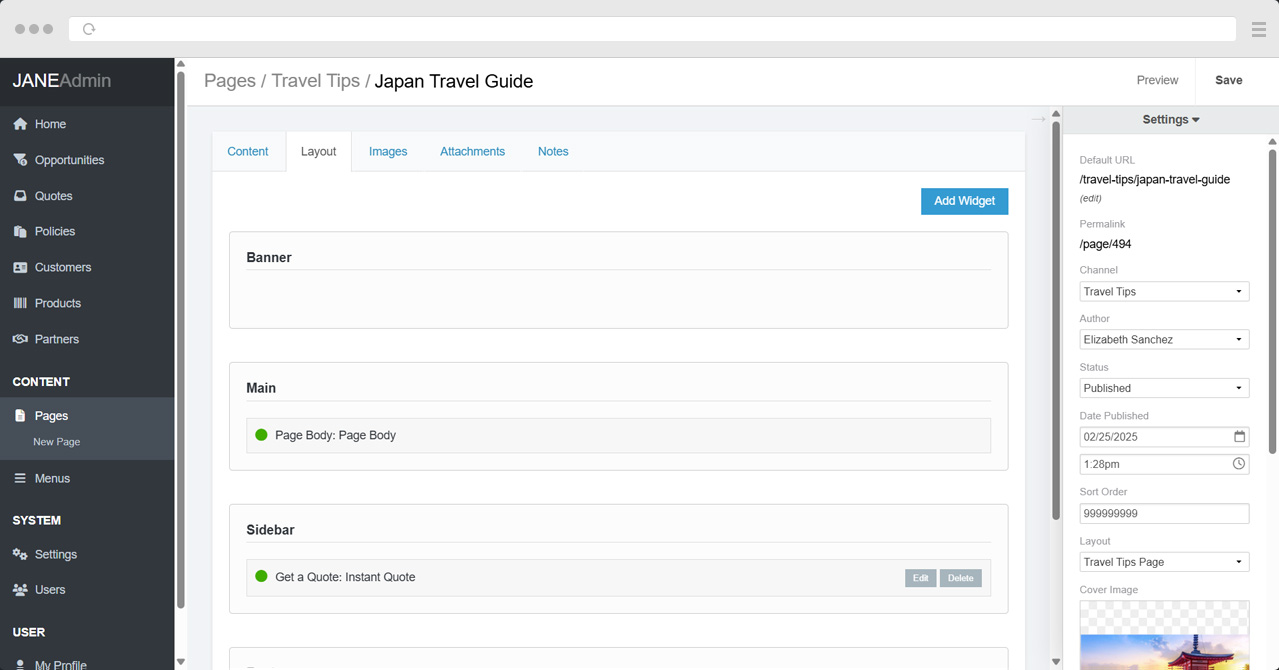 JANEAdmin
Home
Opportunities
Quotes
Policies
Customers
Products
Partners
CONTENT
Pages
New Page
Menus
SYSTEM
Settings
Users
USER
My Profile
Pages / Travel Tips / Japan Travel Guide
Preview
Save
Content
Layout
Images
Attachments
Notes
Add Widget
Banner
Main
Page Body: Page Body
Sidebar
Get a Quote: Instant Quote
Edit
Delete
Settings
Default URL
/travel-tips/japan-travel-guide
(edit)
Permalink
/page/494
Channel
Travel Tips
Author
Elizabeth Sanchez
Status
Published
Date Published
02/25/2025
1:28pm
Sort Order
999999999
Layout
Travel Tips Page
Cover Image